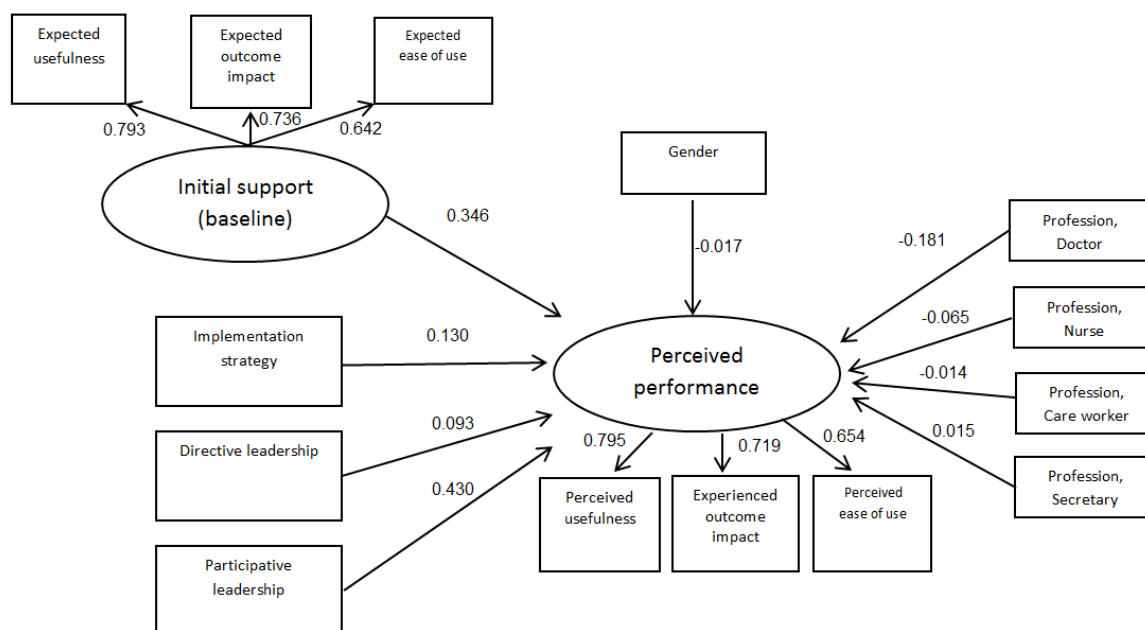 Expected
usefulness
Expected
outcome
impact
Expected
ease of use
0.793
0.736
0.642
Initial support
(baseline)
0.346
Gender
-0.017
Profession,
Doctor
-0.181
Profession,
Nurse
-0.065
Profession,
Care worker
-0.014
Profession,
Secretary
0.015
Implementation
strategy
0.130
Directive leadership
0.093
Participative
leadership
0.430
Perceived
performance
0.795
0.719
0.654
Perceived
usefulness
Experienced
outcome
impact
Perceived
ease of use